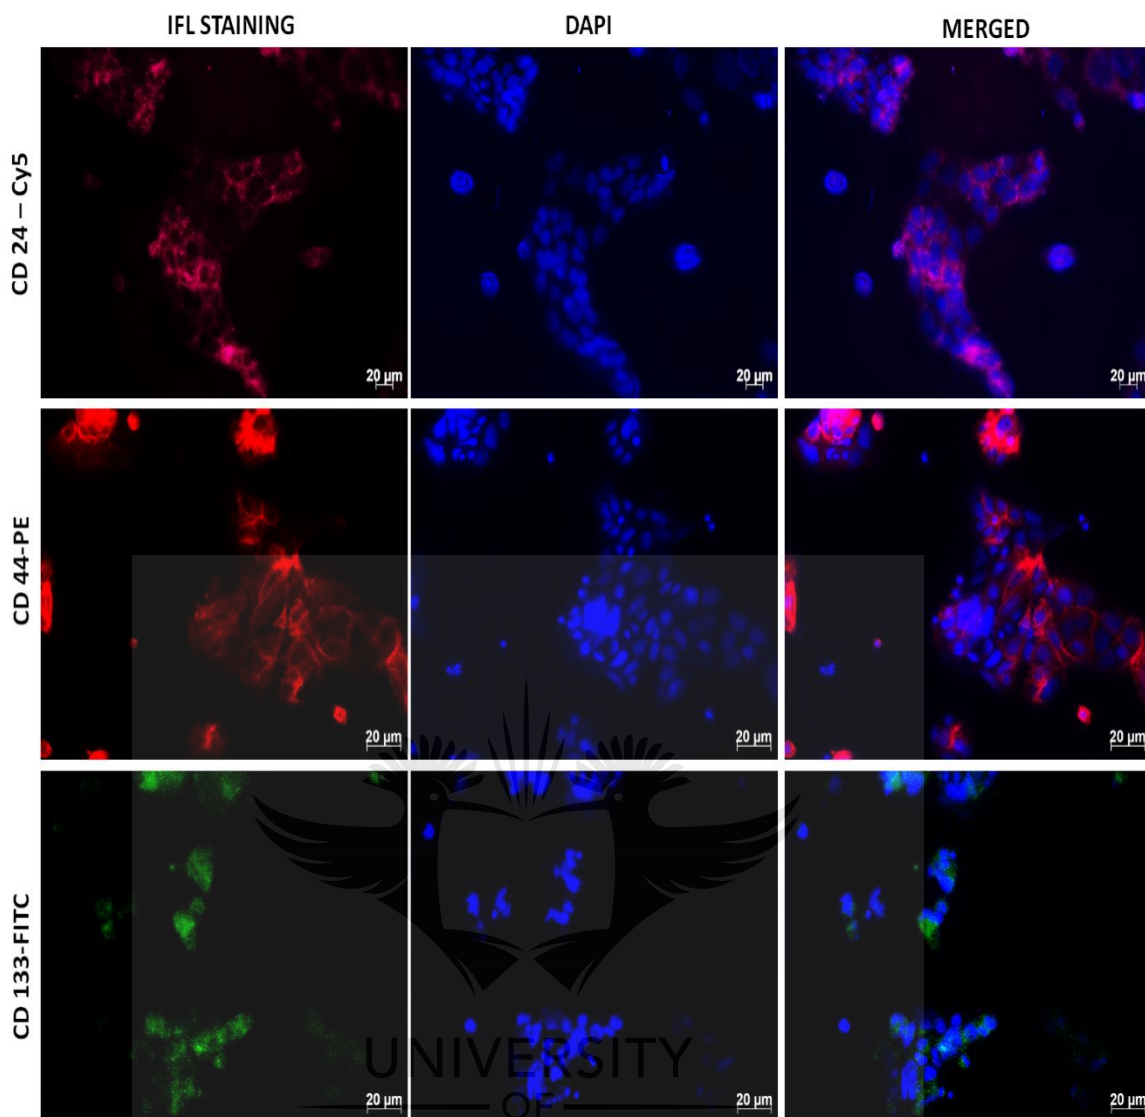 IFL STAINING
DAPI
MERGED
CD 24 – Cy5
20 µm
20 µm
20 µm
CD 44-PE
20 µm
20 µm
20 µm
CD 133-FITC
20 µm
20 µm
20 µm
UNIVERSITY
OF